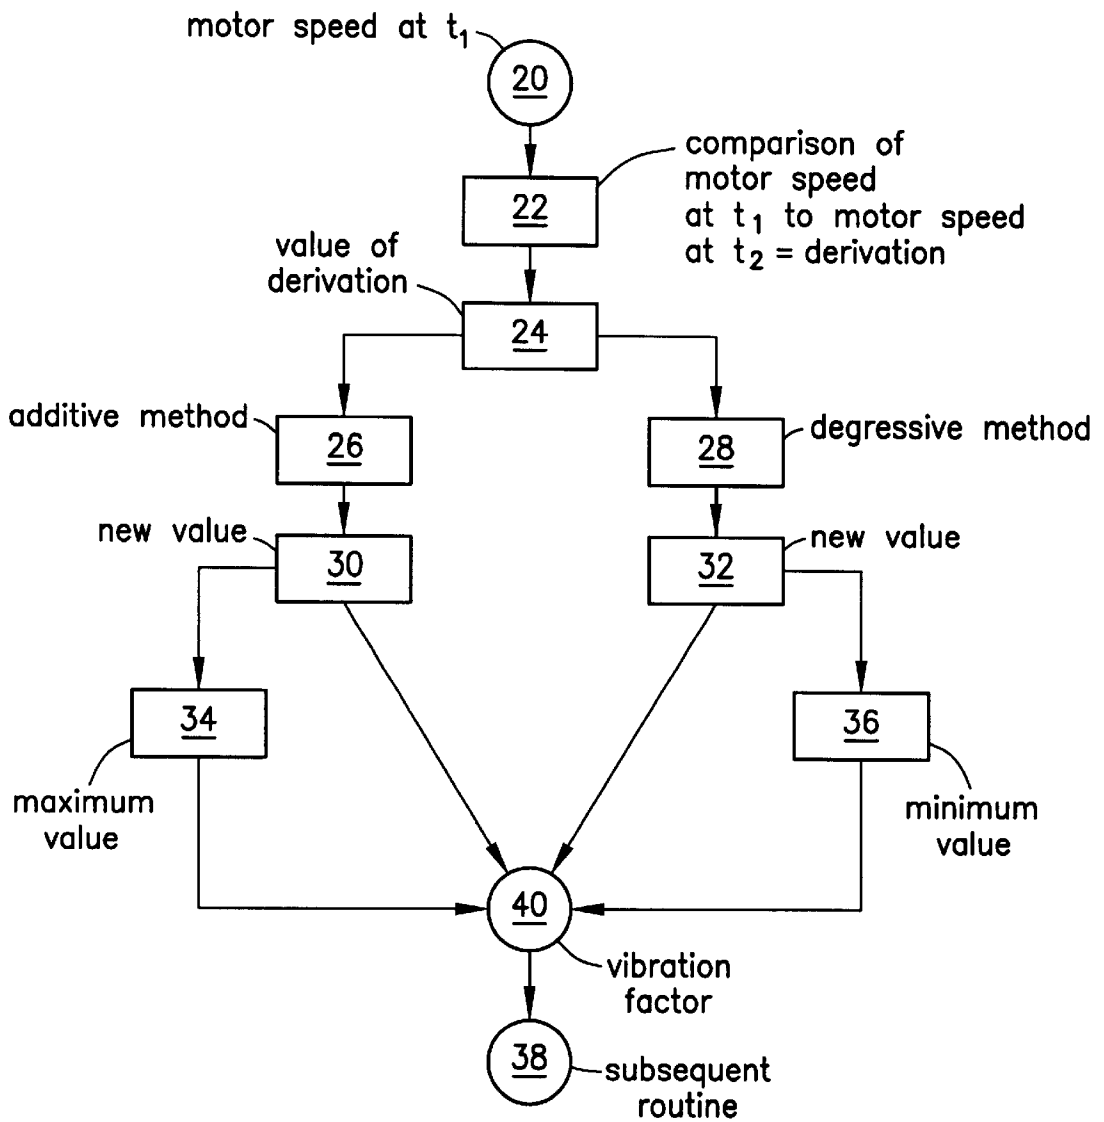 motor speed at t1
20
comparison of
motor speed
at t1 to motor speed
at t2 = derivation
22
value of
derivation
24
additive method
26
degressive method
28
new value
30
new value
32
34
maximum
value
36
minimum
value
40
vibration
factor
38
subsequent
routine